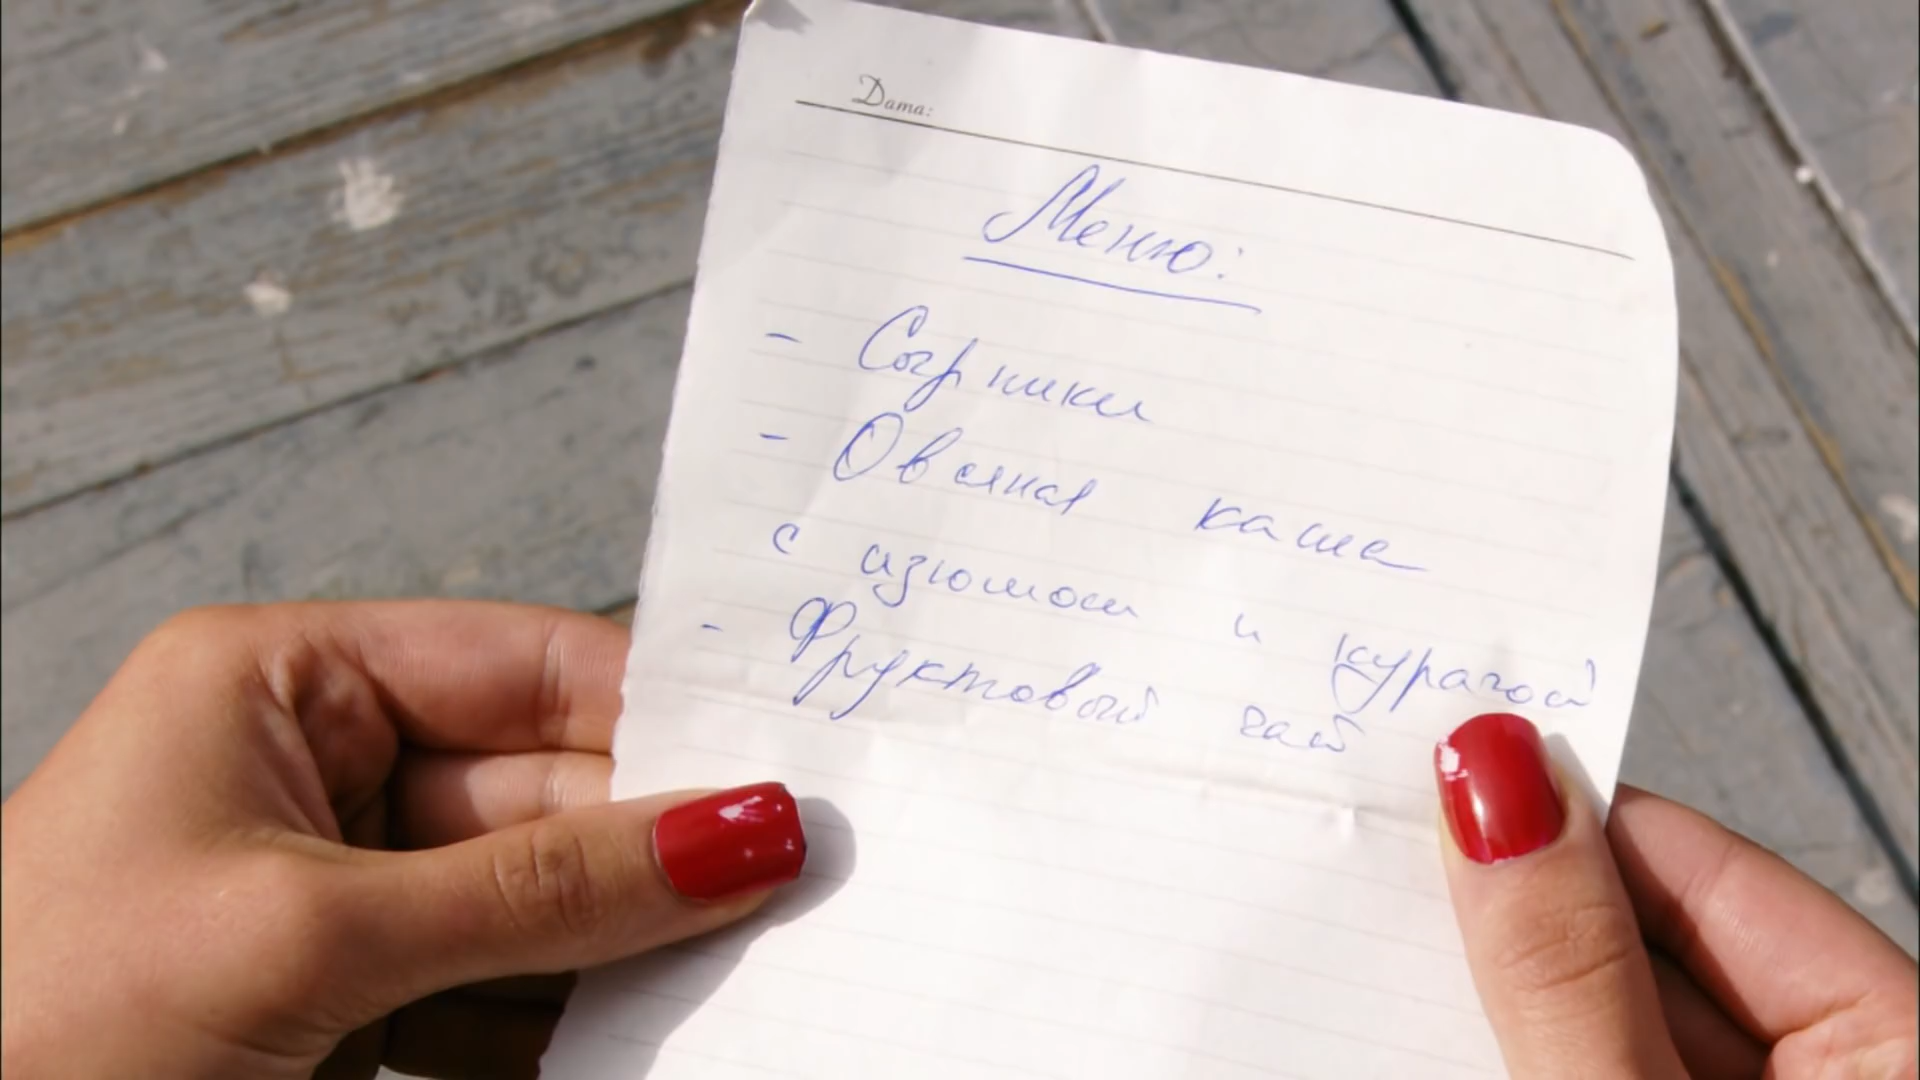 Дата:
Меню:
- Сырники
- Овсяная каша
с изюмом и курагой
- Фруктовый чай